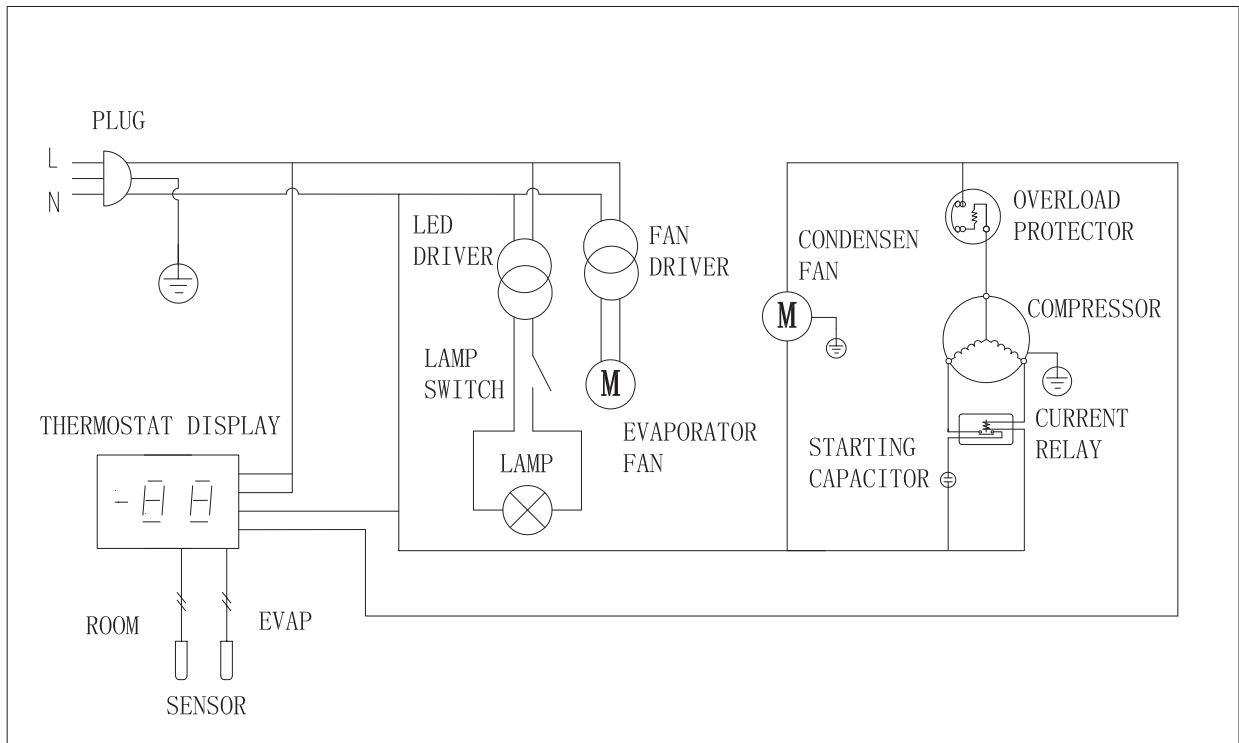 PLUG
L
N
LED
DRIVER
FAN
DRIVER
CONDENSEN
FAN
OVERLOAD
PROTECTOR
M
COMPRESSOR
LAMP
SWITCH
M
THERMOSTAT DISPLAY
EVAPORATOR
FAN
CURRENT
RELAY
STARTING
CAPACITOR
LAMP
-88
ROOM
EVAP
SENSOR